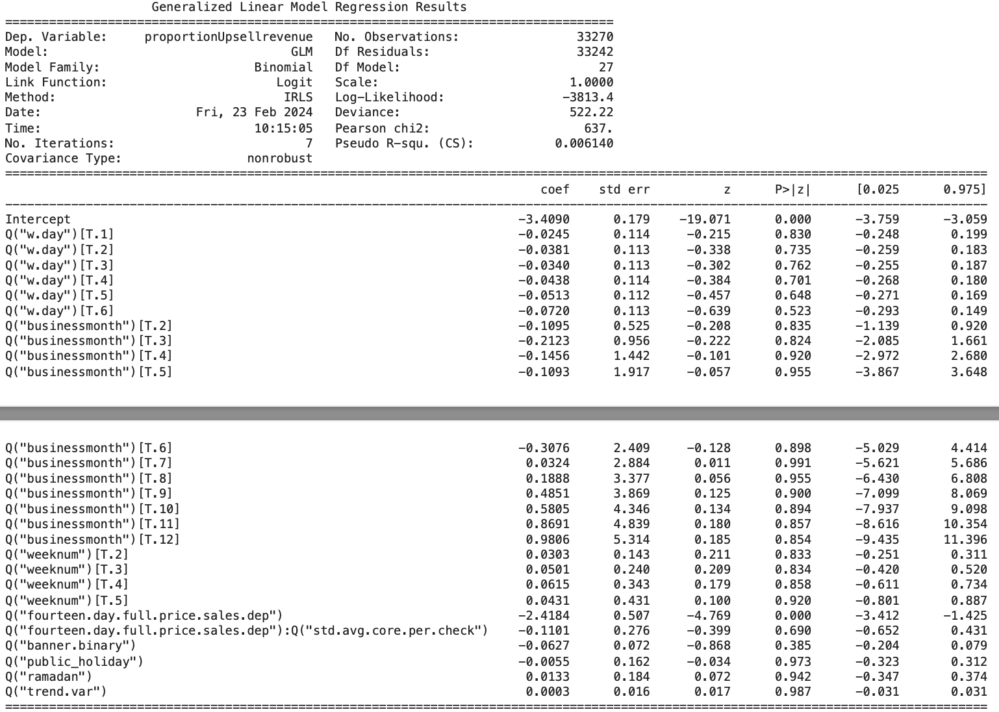 Generalized Linear Model Regression Results
==============================================================================
Dep. Variable: proportionUpsellrevenue No. Observations: 33270
Model: GLM Df Residuals: 33242
Model Family: Binomial Df Model: 27
Link Function: Logit Scale: 1.0000
Method: IRLS Log-Likelihood: -3813.4
Date: Fri, 23 Feb 2024 Deviance: 522.22
Time: 10:15:05 Pearson chi2: 637.
No. Iterations: 7 Pseudo R-squ. (CS): 0.006140
Covariance Type: nonrobust
==============================================================================
coef std err z P>|z| [0.025 0.975]
------------------------------------------------------------------------------
Intercept -3.4090 0.179 -19.071 0.000 -3.759 -3.059
Q("w.day")[T.1] -0.0245 0.114 -0.215 0.830 -0.248 0.199
Q("w.day")[T.2] -0.0381 0.113 -0.338 0.735 -0.259 0.183
Q("w.day")[T.3] -0.0340 0.113 -0.302 0.762 -0.255 0.187
Q("w.day")[T.4] -0.0438 0.114 -0.384 0.701 -0.268 0.180
Q("w.day")[T.5] -0.0513 0.112 -0.457 0.648 -0.271 0.169
Q("w.day")[T.6] -0.0720 0.113 -0.639 0.523 -0.293 0.149
Q("businessmonth")[T.2] -0.1095 0.525 -0.208 0.835 -1.139 0.920
Q("businessmonth")[T.3] -0.2123 0.956 -0.222 0.824 -2.085 1.661
Q("businessmonth")[T.4] -0.1456 1.442 -0.101 0.920 -2.972 2.680
Q("businessmonth")[T.5] -0.1093 1.917 -0.057 0.955 -3.867 3.648
Q("businessmonth")[T.6] -0.3076 2.409 -0.128 0.898 -5.029 4.414
Q("businessmonth")[T.7] 0.0324 2.884 0.011 0.991 -5.621 5.686
Q("businessmonth")[T.8] 0.1888 3.377 0.056 0.955 -6.430 6.808
Q("businessmonth")[T.9] 0.4851 3.869 0.125 0.900 -7.099 8.069
Q("businessmonth")[T.10] 0.5805 4.346 0.134 0.894 -7.937 9.098
Q("businessmonth")[T.11] 0.8691 4.839 0.180 0.857 -8.616 10.354
Q("businessmonth")[T.12] 0.9806 5.314 0.185 0.854 -9.435 11.396
Q("weeknum")[T.2] 0.0303 0.143 0.211 0.833 -0.251 0.311
Q("weeknum")[T.3] 0.0501 0.240 0.209 0.834 -0.420 0.520
Q("weeknum")[T.4] 0.0615 0.343 0.179 0.858 -0.611 0.734
Q("weeknum")[T.5] 0.0431 0.431 0.100 0.920 -0.801 0.887
Q("fourteen.day.full.price.sales.dep") -2.4184 0.507 -4.769 0.000 -3.412 -1.425
Q("fourteen.day.full.price.sales.dep"):Q("std.avg.core.per.check") -0.1101 0.276 -0.399 0.690 -0.652 0.431
Q("banner.binary") -0.0627 0.072 -0.868 0.385 -0.204 0.079
Q("public_holiday") -0.0055 0.162 -0.034 0.973 -0.323 0.312
Q("ramadan") 0.0133 0.184 0.072 0.942 -0.347 0.374
Q("trend.var") 0.0003 0.016 0.017 0.987 -0.031 0.031
==============================================================================